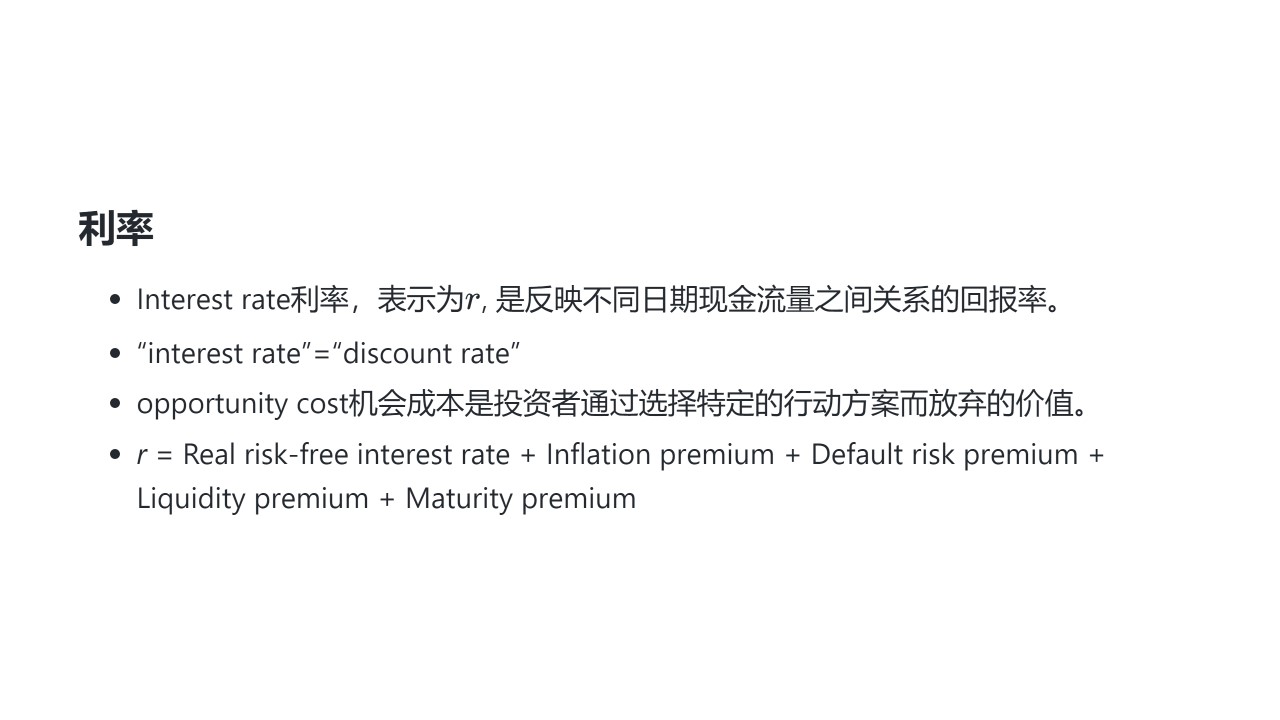 利率
Interest rate利率，表示为r, 是反映不同日期现金流量之间关系的回报率。
“interest rate”=“discount rate”
opportunity cost机会成本是投资者通过选择特定的行动方案而放弃的价值。
r = Real risk-free interest rate + Inflation premium + Default risk premium +
Liquidity premium + Maturity premium